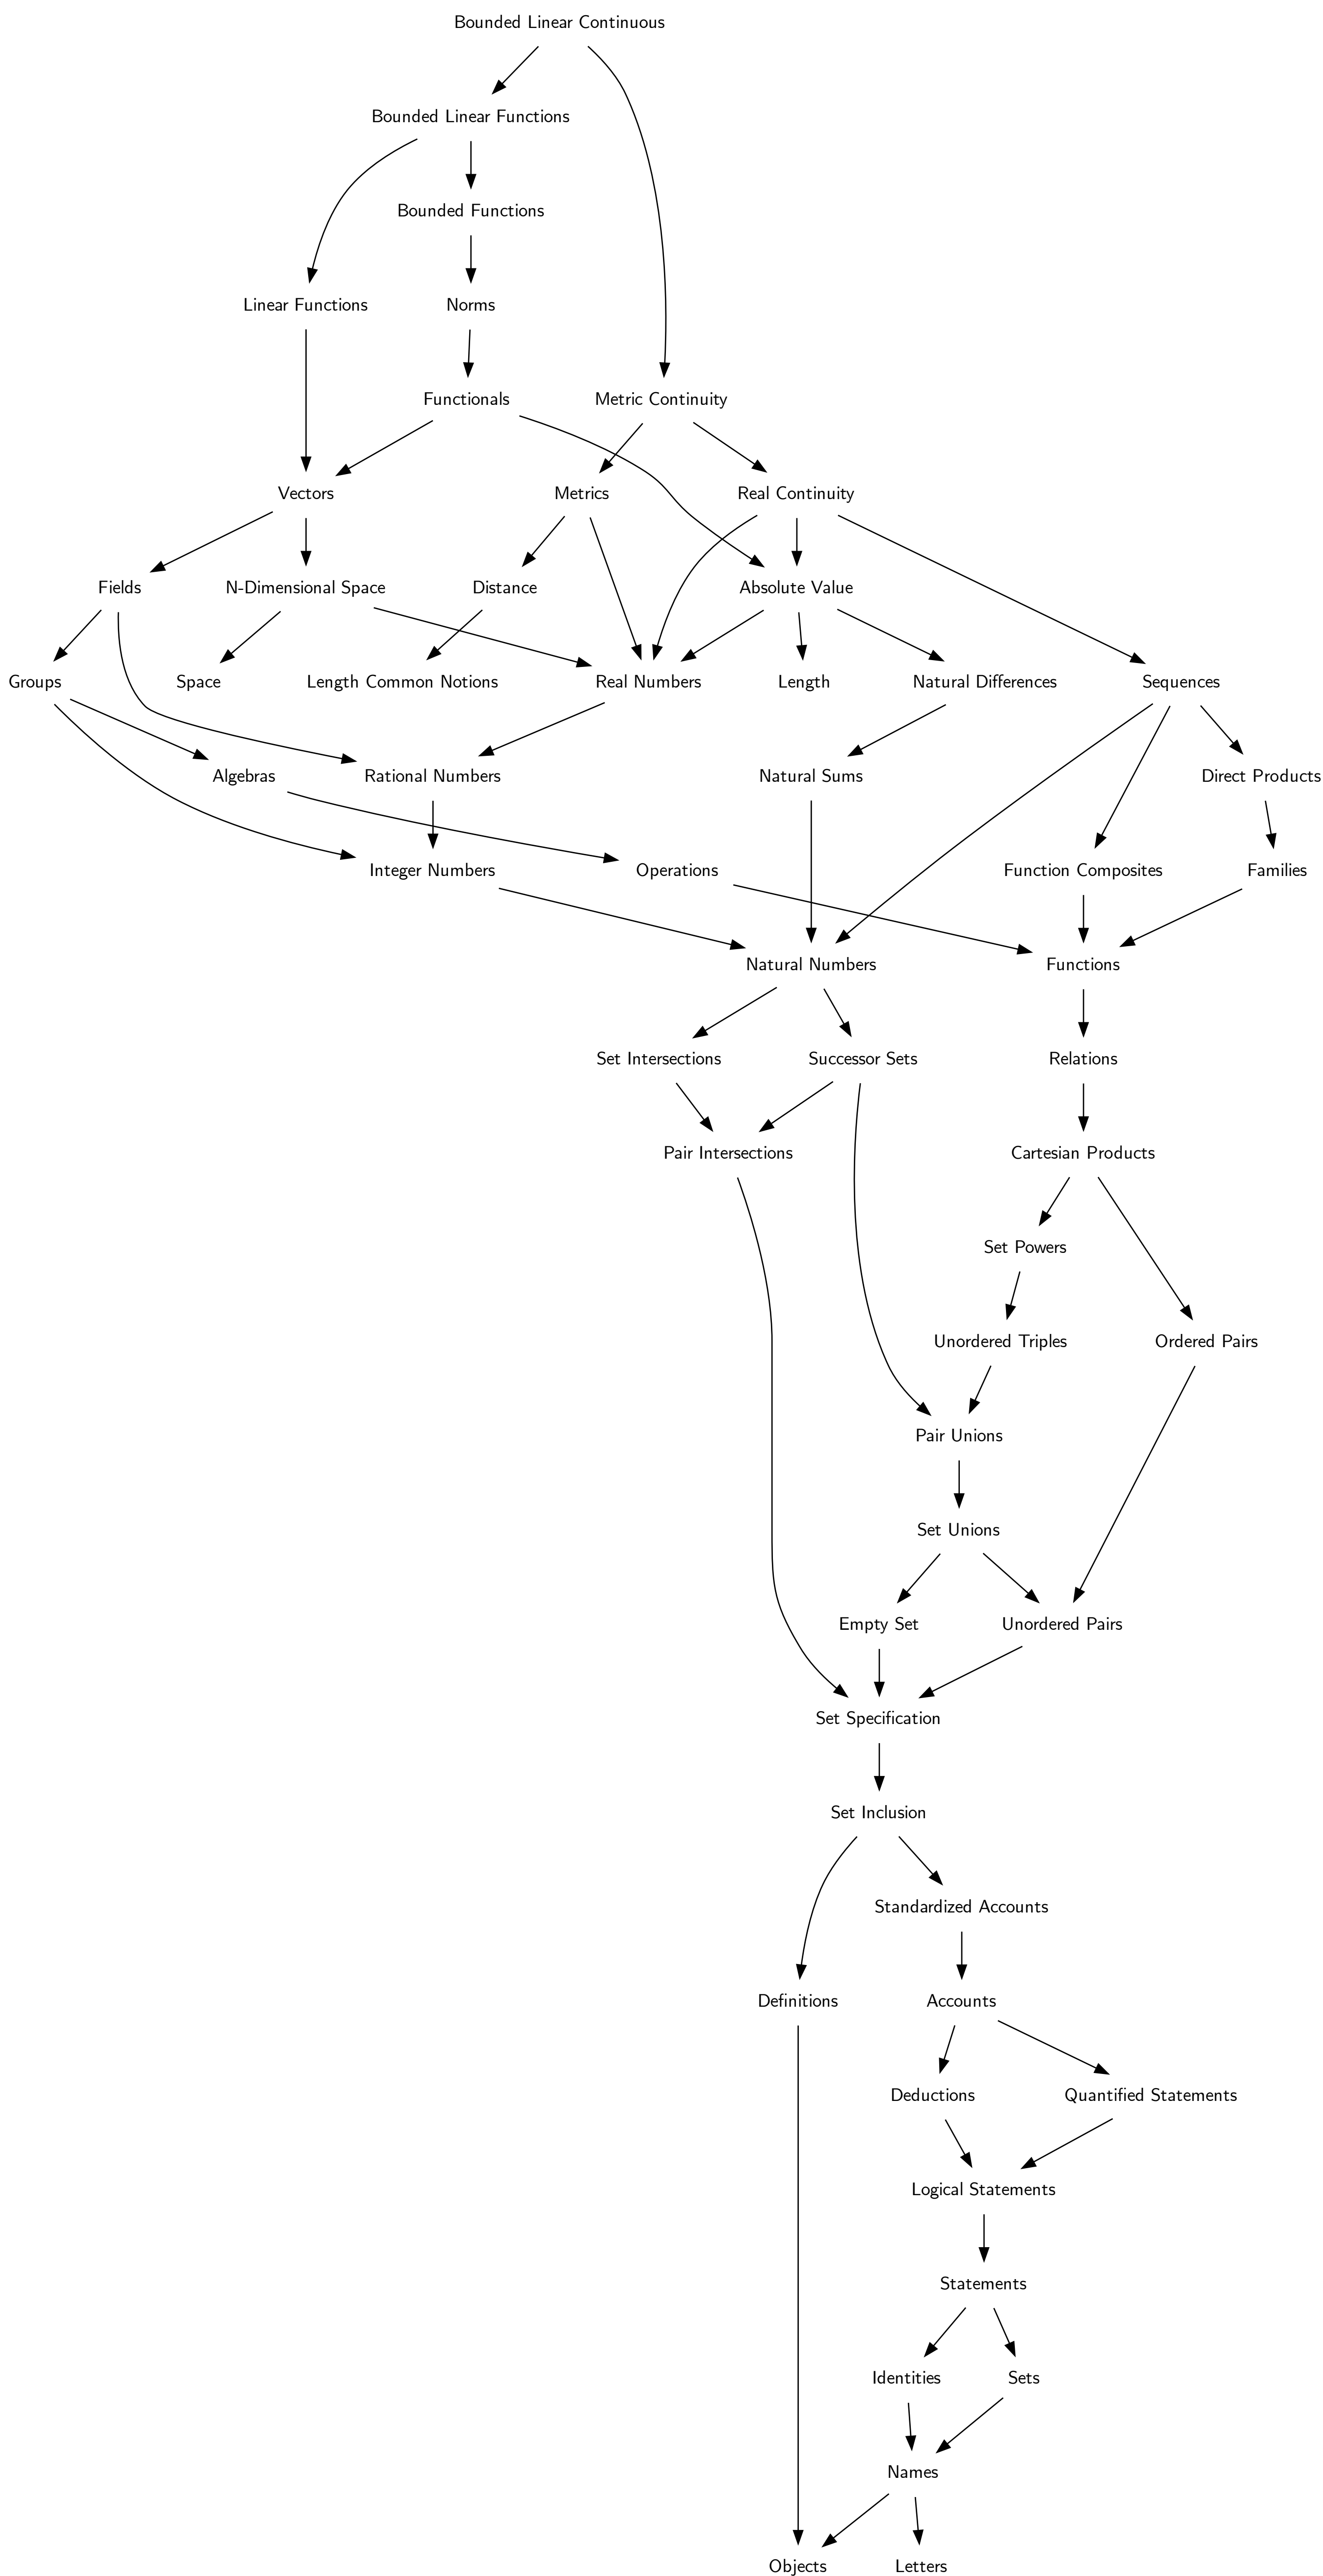 Bounded Linear Continuous
Bounded Linear Functions
Bounded Functions
Linear Functions
Norms
Functionals
Metric Continuity
Vectors
Metrics
Real Continuity
Fields
N-Dimensional Space
Distance
Absolute Value
Groups
Space
Length Common Notions
Real Numbers
Length
Natural Differences
Sequences
Algebras
Rational Numbers
Natural Sums
Direct Products
Integer Numbers
Operations
Function Composites
Families
Natural Numbers
Functions
Set Intersections
Successor Sets
Relations
Pair Intersections
Cartesian Products
Set Powers
Unordered Triples
Ordered Pairs
Pair Unions
Set Unions
Empty Set
Unordered Pairs
Set Specification
Set Inclusion
Standardized Accounts
Definitions
Accounts
Deductions
Quantified Statements
Logical Statements
Statements
Identities
Sets
Names
Objects
Letters